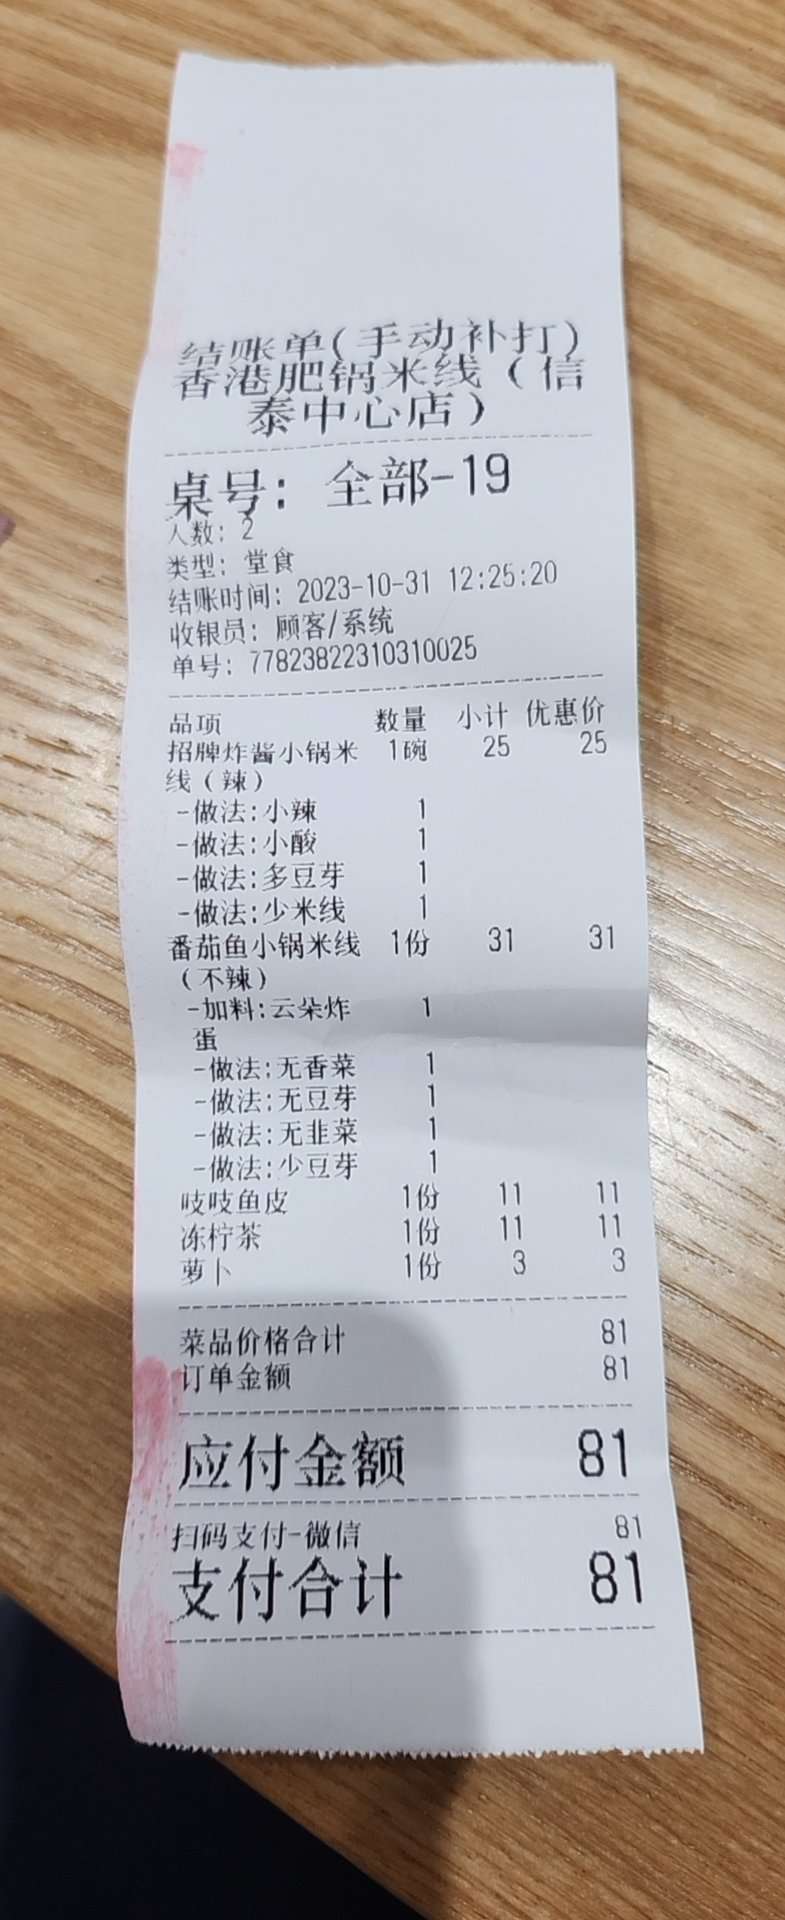 结账单(手动补打)
香港肥锅米线（信
泰中心店）
桌号: 全部-19
人数: 2
类型: 堂食
结账时间: 2023-10-31 12:25:20
收银员: 顾客/系统
单号: 77823822310310025
品项 数量 小计 优惠价
招牌炸酱小锅米 1碗 25 25
线（辣）
-做法:小辣 1
-做法:小酸 1
-做法:多豆芽 1
-做法:少米线 1
番茄鱼小锅米线 1份 31 31
（不辣）
-加料:云朵炸 1
蛋
-做法:无香菜 1
-做法:无豆芽 1
-做法:无韭菜 1
-做法:少豆芽 1
吱吱鱼皮 1份 11 11
冻柠茶 1份 11 11
萝卜 1份 3 3
菜品价格合计 81
订单金额 81
应付金额 81
扫码支付-微信 81
支付合计 81